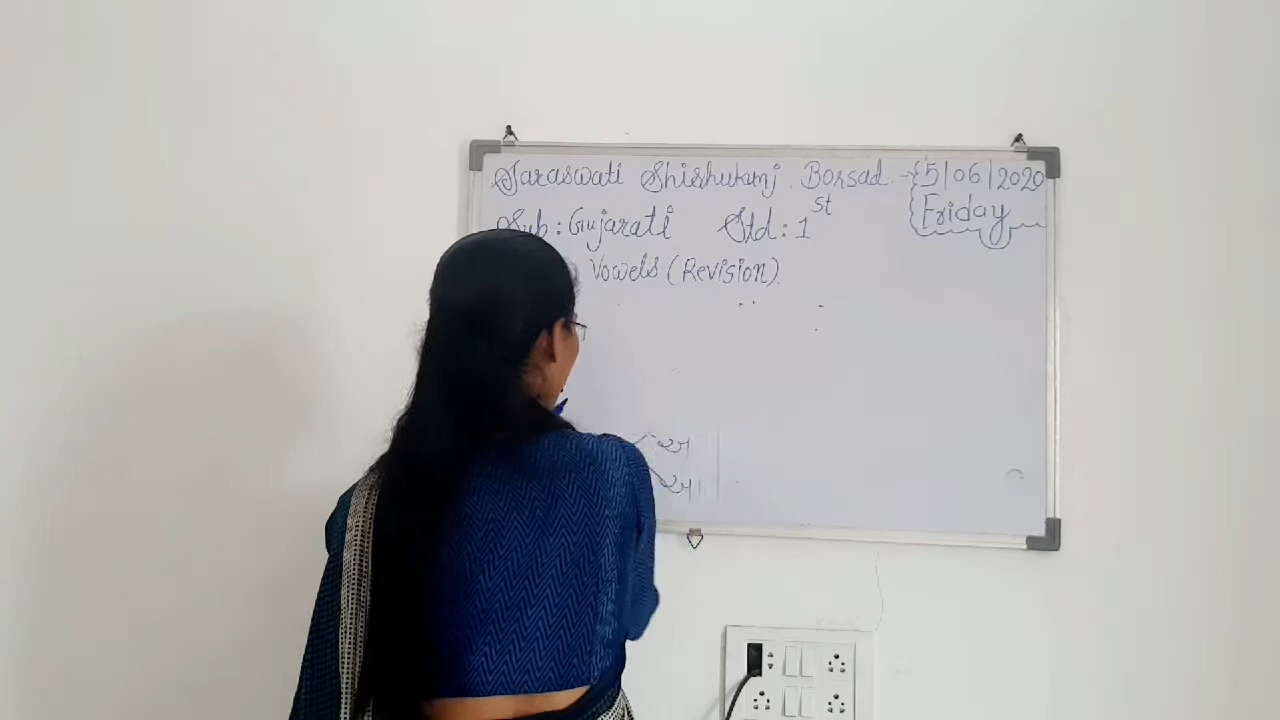 Saraswati Shishukunj, Borsad → 5/06/2020
Friday
Sub : Gujarati Std : 1st
Vowels (Revision)
અ
આ